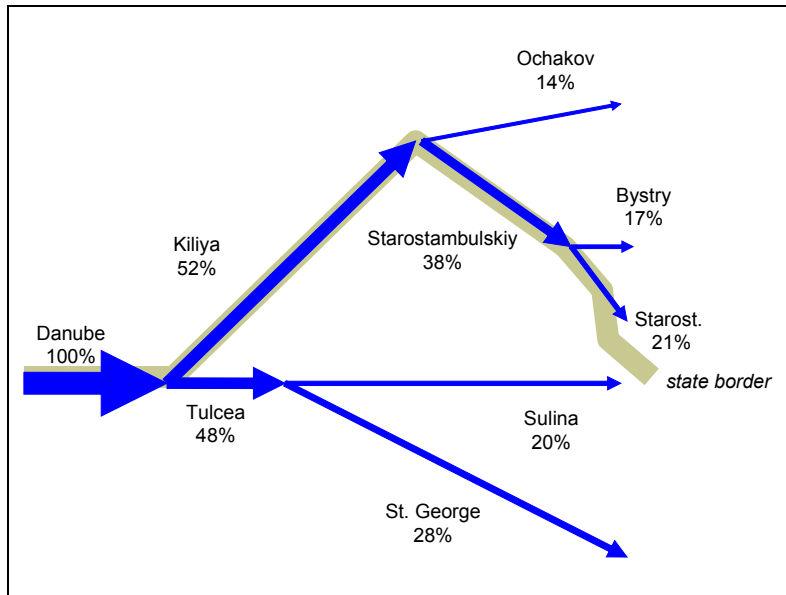 Ochakov
14%
Bystry
17%
Kiliya
52%
Starostambulskiy
38%
Starost.
21%
Danube
100%
state border
Tulcea
48%
Sulina
20%
St. George
28%